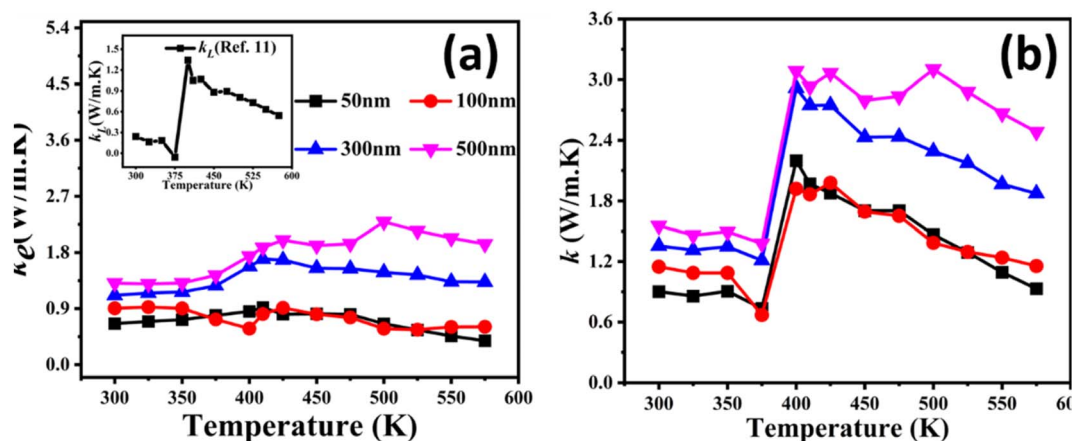 (a)
5.4
4.5
3.6
2.7
1.8
0.9
0.0
ke(W/m.K)
300 350 400 450 500 550 600
Temperature (K)
kL(Ref. 11)
1.5
1.2
0.9
0.6
0.3
0.0
kL(W/m.K)
300 375 450 525 600
Temperature (K)
50nm 100nm
300nm 500nm
(b)
3.6
3.0
2.4
1.8
1.2
0.6
0.0
k (W/m.K)
300 350 400 450 500 550 600
Temperature (K)